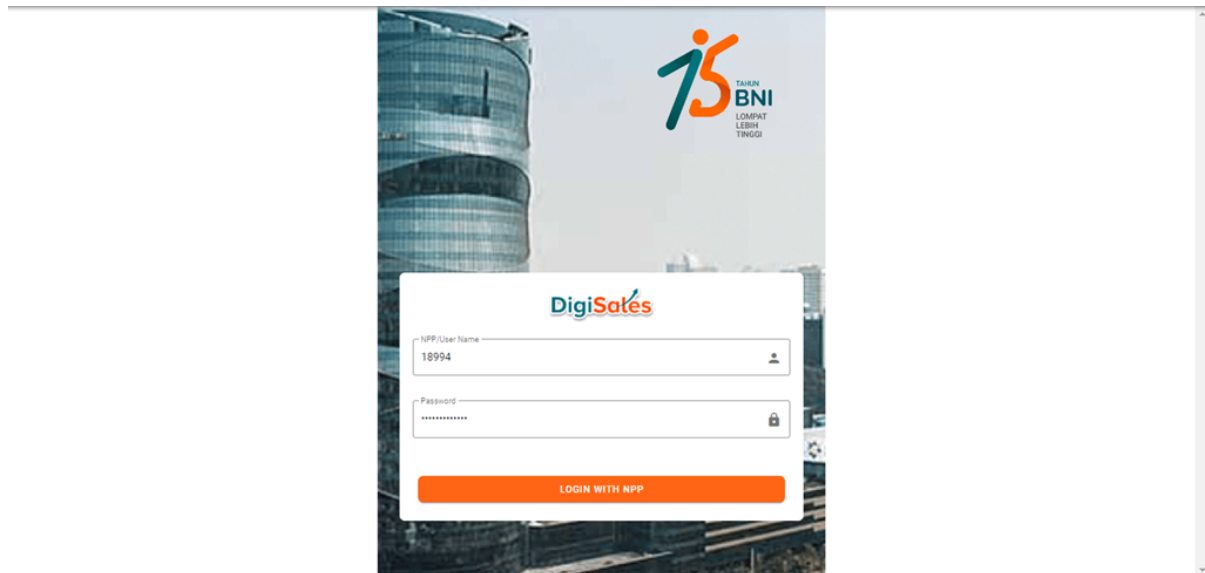 75
TAHUN
BNI
LOMPAT
LEBIH
TINGGI
DigiSales
NPP/User Name
18994
Password
•••••••••••••
LOGIN WITH NPP